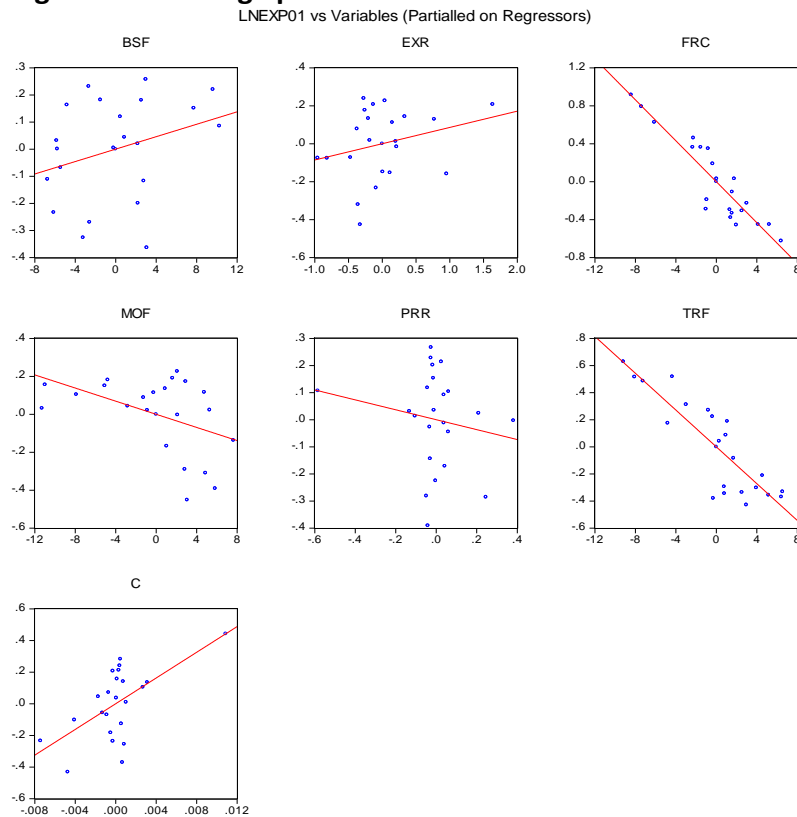 LNEXP01 vs Variables (Partialled on Regressors)
BSF EXR FRC
.3 .4 1.2
.2
.1 .2 0.8
.0 .0 0.4
-.1
-.2 -.2 0.0
-.3 -.4 -0.4
-.4 -.6 -0.8
-8 -4 0 4 8 12 -1.0 -0.5 0.0 0.5 1.0 1.5 2.0 -12 -8 -4 0 4 8
MOF PRR TRF
.4 .3 .8
.2 .2 .6
.1 .4
.0 .0 .2
-.1 .0
-.2 -.2 -.2
-.4 -.3 -.4
-.6 -.4 -.6
-12 -8 -4 0 4 8 -.6 -.4 -.2 .0 .2 .4 -12 -8 -4 0 4 8
C
.6
.4
.2
.0
-.2
-.4
-.6
-.008 -.004 .000 .004 .008 .012